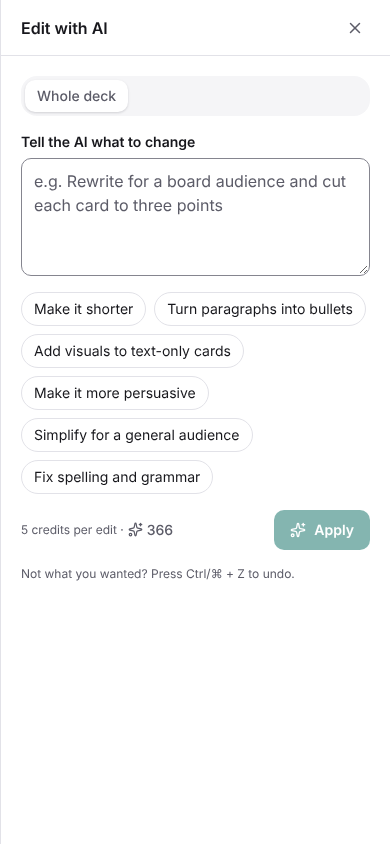 Edit with AI
Whole deck
Tell the AI what to change
e.g. Rewrite for a board audience and cut
each card to three points
Make it shorter
Turn paragraphs into bullets
Add visuals to text-only cards
Make it more persuasive
Simplify for a general audience
Fix spelling and grammar
5 credits per edit · 366
Apply
Not what you wanted? Press Ctrl/⌘ + Z to undo.